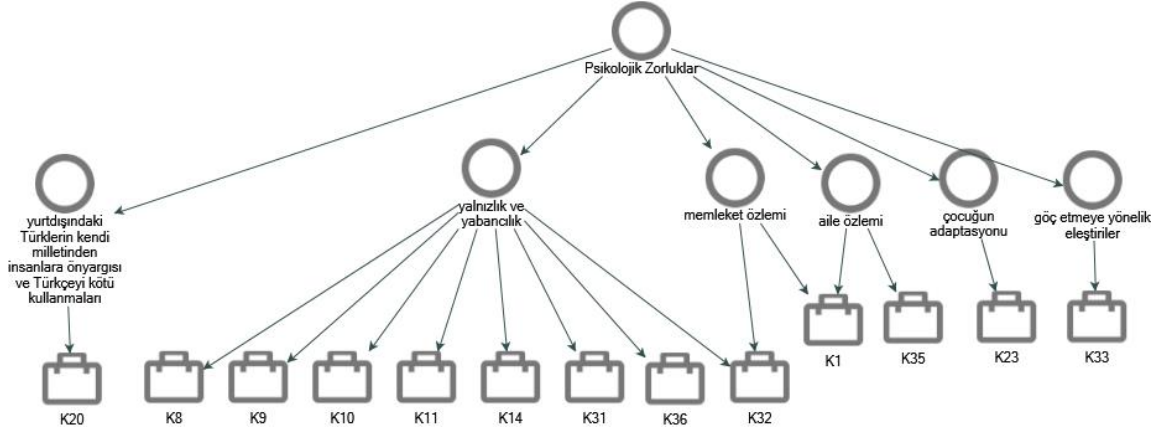 Psikolojik Zorluklar
yurtdışındaki
Türklerin kendi
milletinden
insanlara önyargısı
ve Türkçeyi kötü
kullanmaları
yalnızlık ve
yabancılık
memleket özlemi
aile özlemi
çocuğun
adaptasyonu
göç etmeye yönelik
eleştiriler
K20
K8
K9
K10
K11
K14
K31
K36
K32
K1
K35
K23
K33